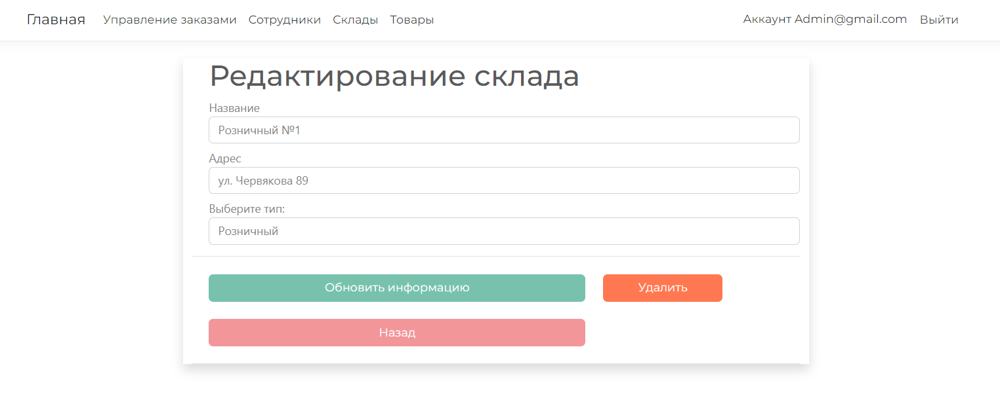 Главная Управление заказами Сотрудники Склады Товары Аккаунт Admin@gmail.com Выйти
Редактирование склада
Название
Розничный №1
Адрес
ул. Червякова 89
Выберите тип:
Розничный
Обновить информацию Удалить
Назад